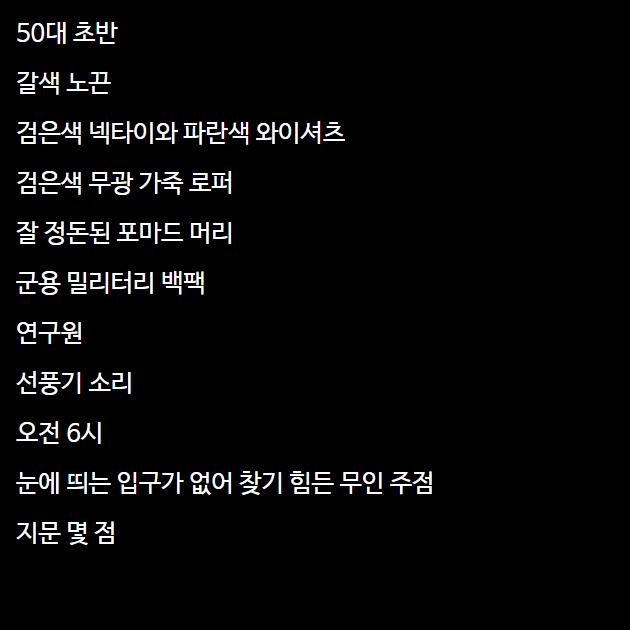 50대 초반
갈색 노끈
검은색 넥타이와 파란색 와이셔츠
검은색 무광 가죽 로퍼
잘 정돈된 포마드 머리
군용 밀리터리 백팩
연구원
선풍기 소리
오전 6시
눈에 띄는 입구가 없어 찾기 힘든 무인 주점
지문 몇 점